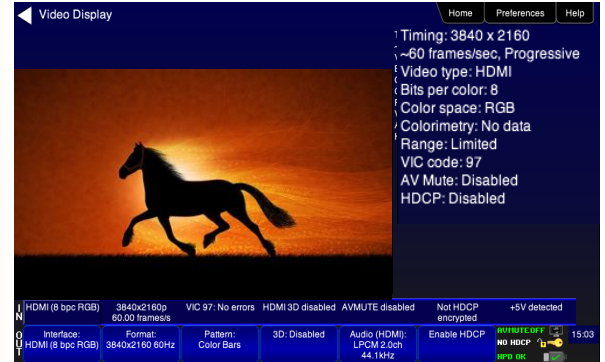 Video Display
Home
Preferences
Help
Timing: 3840 x 2160
~60 frames/sec, Progressive
Video type: HDMI
Bits per color: 8
Color space: RGB
Colorimetry: No data
Range: Limited
VIC code: 97
AV Mute: Disabled
HDCP: Disabled
IN
HDMI (8 bpc RGB)
3840x2160p
60.00 frames/s
VIC 97: No errors
HDMI 3D disabled
AVMUTE disabled
Not HDCP
encrypted
+5V detected
OUT
Interface:
HDMI (8 bpc RGB)
Format:
3840x2160 60Hz
Pattern:
Color Bars
3D: Disabled
Audio (HDMI):
LPCM 2.0ch
44.1kHz
Enable HDCP
AVMUTEOFF
NO HDCP
HPD OK
15:03